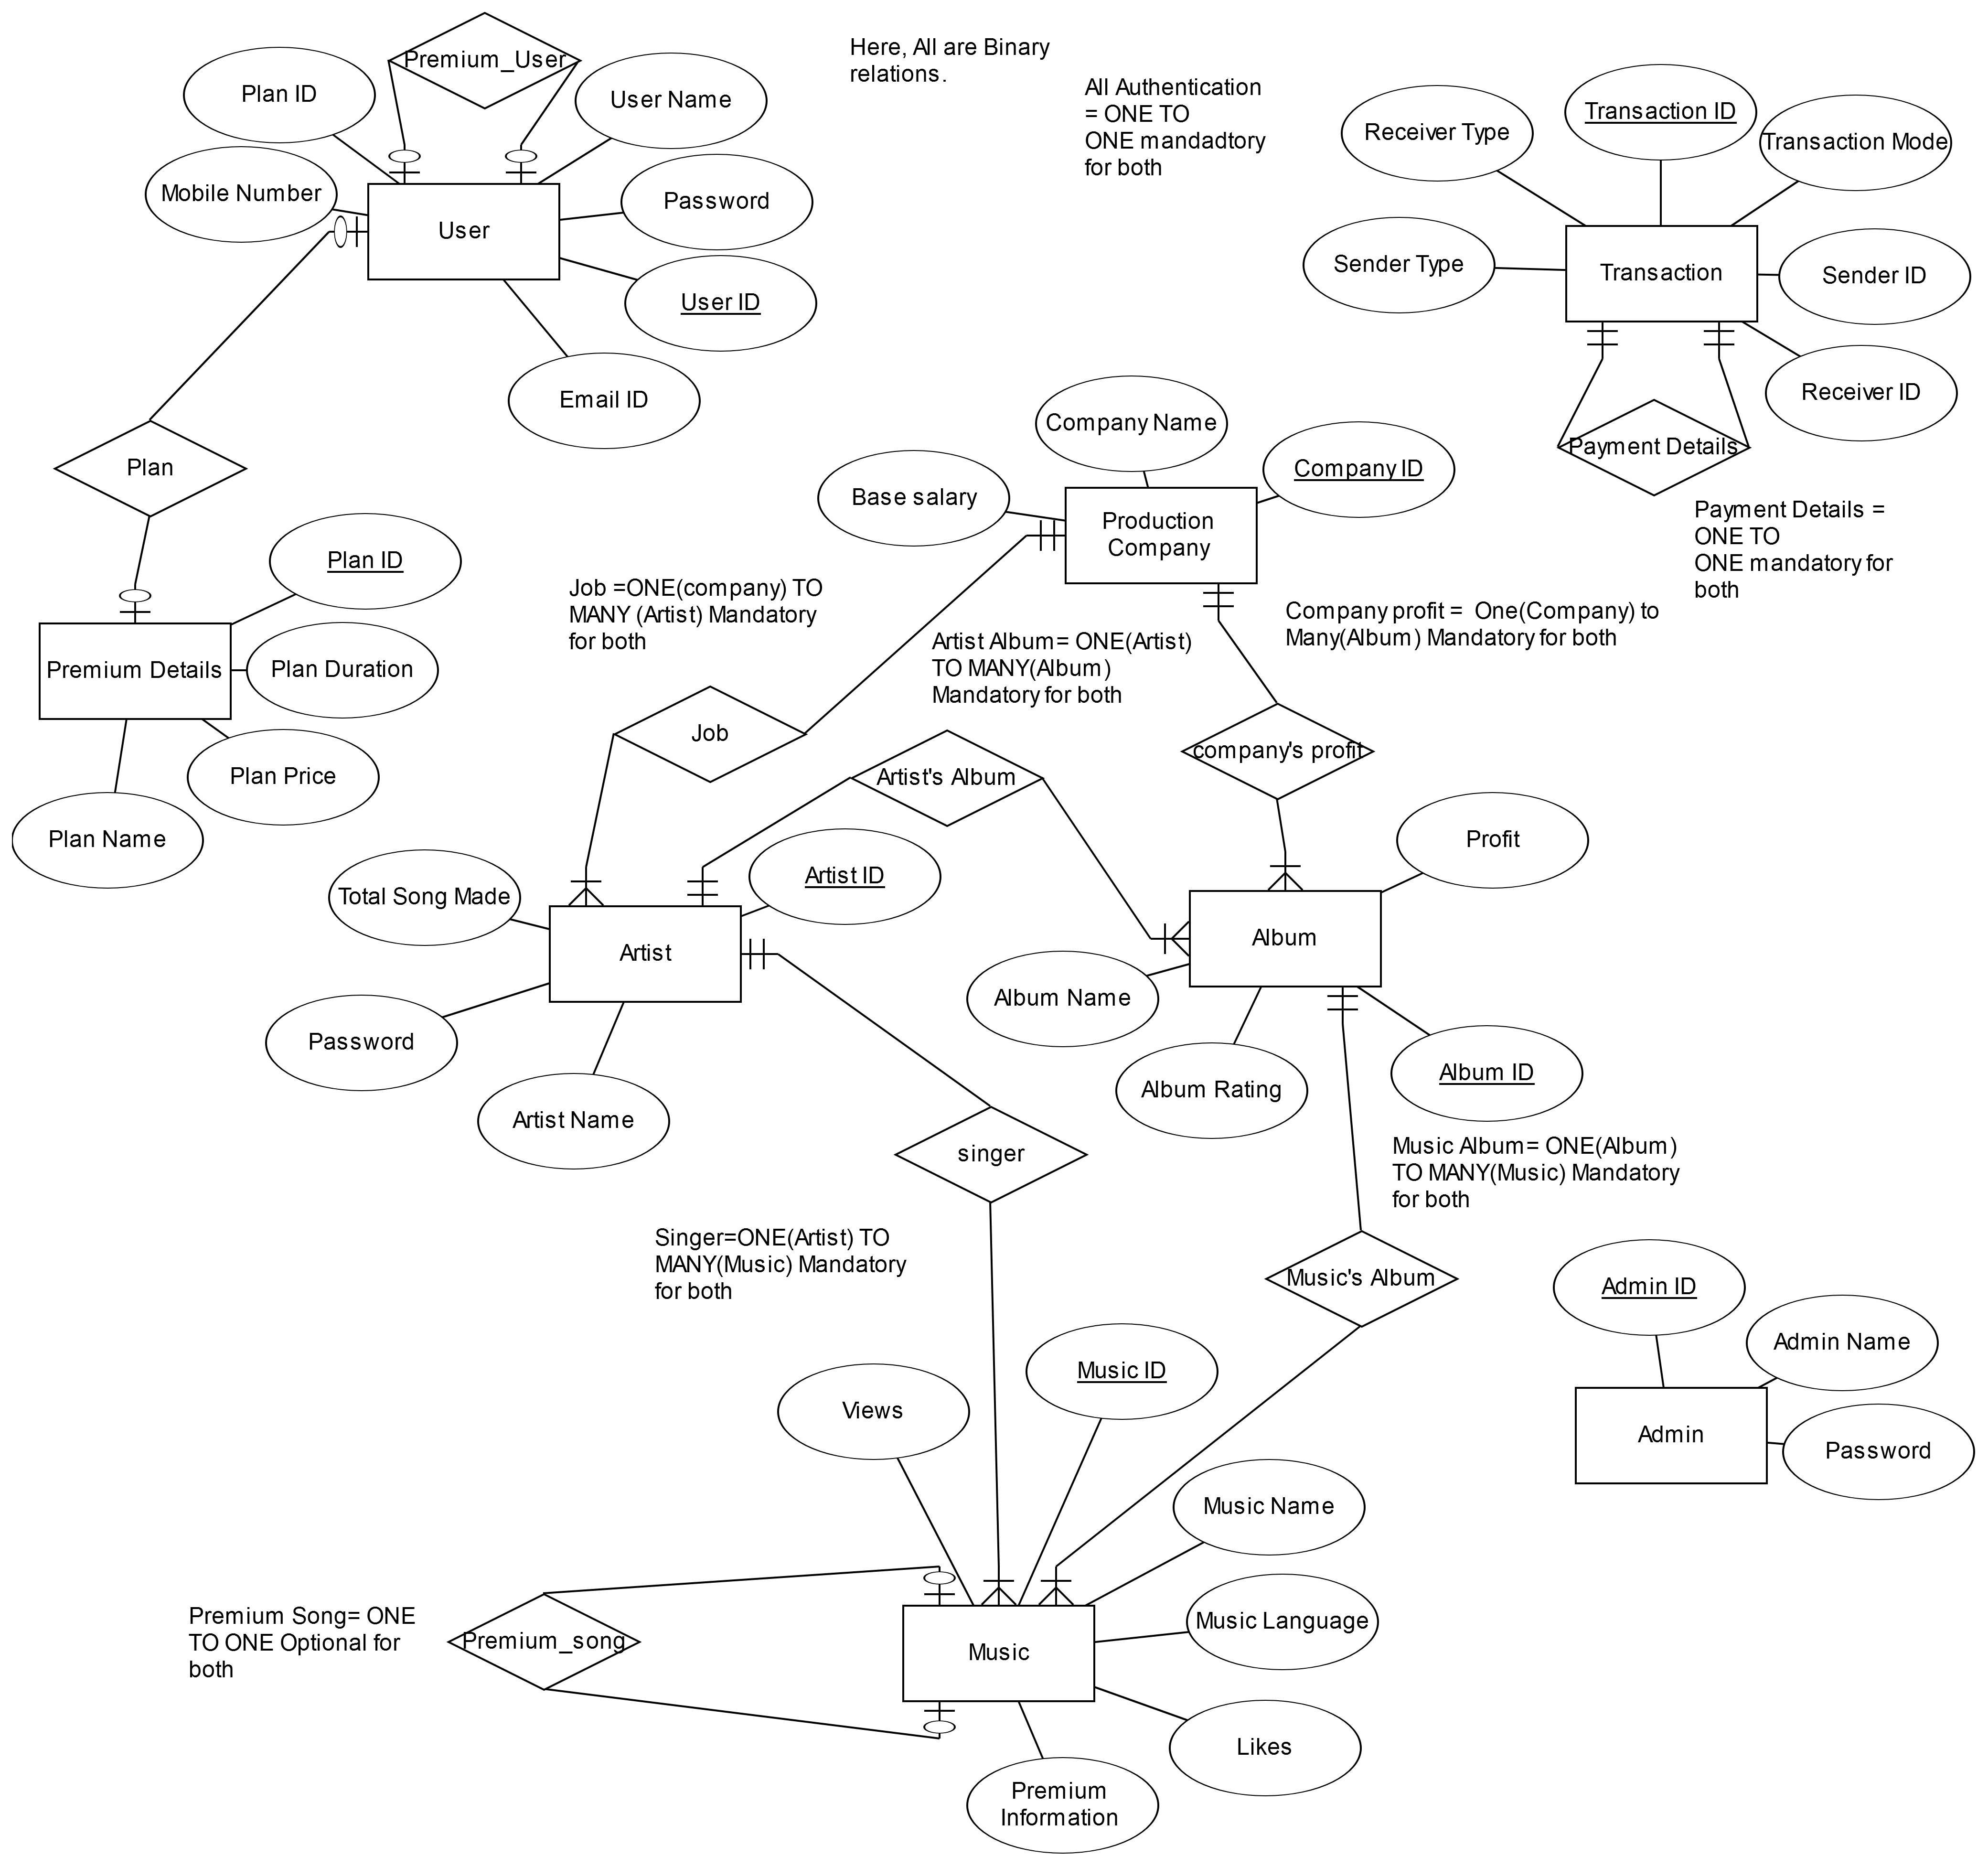 Premium_User
Here, All are Binary
relations.
Plan ID
User Name
All Authentication
= ONE TO
ONE mandadtory
for both
Transaction ID
Receiver Type
Transaction Mode
Mobile Number
Password
User
Sender Type
Transaction
Sender ID
User ID
Email ID
Receiver ID
Company Name
Payment Details
Plan
Company ID
Base salary
Production
Company
Payment Details =
ONE TO
ONE mandatory for
both
Plan ID
Job =ONE(company) TO
MANY (Artist) Mandatory
for both
Company profit =  One(Company) to
Many(Album) Mandatory for both
Artist Album= ONE(Artist)
TO MANY(Album)
Mandatory for both
Premium Details
Plan Duration
Job
company's profit
Plan Price
Artist's Album
Plan Name
Profit
Artist ID
Total Song Made
Artist
Album
Album Name
Password
Album ID
Album Rating
Artist Name
singer
Music Album= ONE(Album)
TO MANY(Music) Mandatory
for both
Singer=ONE(Artist) TO
MANY(Music) Mandatory
for both
Music's Album
Admin ID
Admin Name
Music ID
Views
Admin
Password
Music Name
Premium Song= ONE
TO ONE Optional for
both
Premium_song
Music Language
Music
Likes
Premium
Information